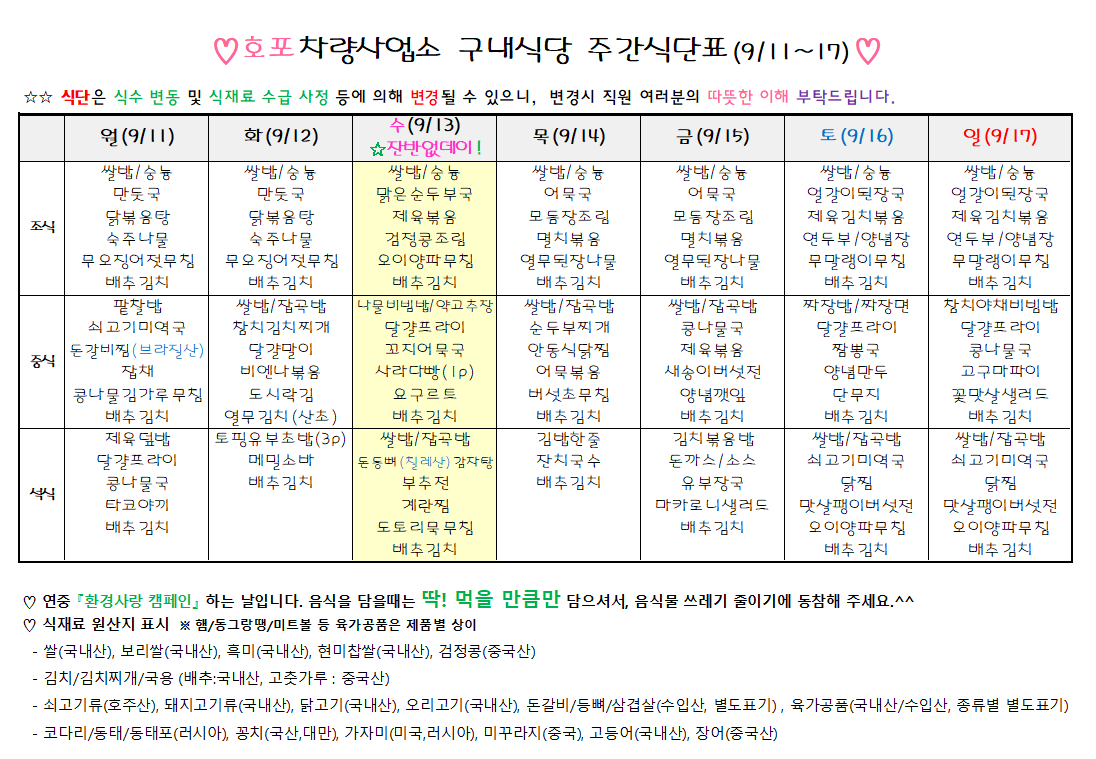 ♡호포차량사업소 구내식당 주간식단표(9/11~17)♡
☆☆ 식단은 식수 변동 및 식재료 수급 사정 등에 의해 변경될 수 있으니, 변경시 직원 여러분의 따뜻한 이해 부탁드립니다.
월(9/11) 화(9/12) 수(9/13) 목(9/14) 금(9/15) 토(9/16) 일(9/17)
☆잔반없데이!
조식
쌀밥/숭늉 쌀밥/숭늉 쌀밥/숭늉 쌀밥/숭늉 쌀밥/숭늉 쌀밥/숭늉 쌀밥/숭늉
만둣국 만둣국 맑은순두부국 어묵국 어묵국 얼갈이된장국 얼갈이된장국
닭볶음탕 닭볶음탕 제육볶음 모둠장조림 모둠장조림 제육김치볶음 제육김치볶음
숙주나물 숙주나물 검정콩조림 멸치볶음 멸치볶음 연두부/양념장 연두부/양념장
무오징어젓무침 무오징어젓무침 오이양파무침 열무된장나물 열무된장나물 무말랭이무침 무말랭이무침
배추김치 배추김치 배추김치 배추김치 배추김치 배추김치 배추김치
중식
팥찰밥 쌀밥/잡곡밥 나물비빔밥/약고추장 쌀밥/잡곡밥 쌀밥/잡곡밥 짜장밥/짜장면 참치야채비빔밥
쇠고기미역국 참치김치찌개 달걀프라이 순두부찌개 콩나물국 달걀프라이 달걀프라이
돈갈비찜(브라질산) 달걀말이 꼬지어묵국 안동식닭찜 제육볶음 짬뽕국 콩나물국
잡채 비엔나볶음 사라다빵(1p) 어묵볶음 새송이버섯전 양념만두 고구마파이
콩나물김가루무침 도시락김 요구르트 버섯초무침 양념깻잎 단무지 꽃맛살샐러드
배추김치 열무김치(산초) 배추김치 배추김치 배추김치 배추김치 배추김치
석식
제육덮밥 토핑유부초밥(3p) 쌀밥/잡곡밥 김밥한줄 김치볶음밥 쌀밥/잡곡밥 쌀밥/잡곡밥
달걀프라이 메밀소바 돈등뼈(칠레산)감자탕 잔치국수 돈까스/소스 쇠고기미역국 쇠고기미역국
콩나물국 배추김치 부추전 배추김치 유부장국 닭찜 닭찜
타코야끼 계란찜 마카로니샐러드 맛살팽이버섯전 맛살팽이버섯전
배추김치 도토리묵무침 배추김치 오이양파무침 오이양파무침
배추김치 배추김치 배추김치
♡ 연중 『환경사랑 캠페인』 하는 날입니다. 음식을 담을때는 딱! 먹을 만큼만 담으셔서, 음식물 쓰레기 줄이기에 동참해 주세요.^^
♡ 식재료 원산지 표시 ※ 햄/동그랑땡/미트볼 등 육가공품은 제품별 상이
- 쌀(국내산), 보리쌀(국내산), 흑미(국내산), 현미찹쌀(국내산), 검정콩(중국산)
- 김치/김치찌개/국용 (배추:국내산, 고춧가루 : 중국산)
- 쇠고기류(호주산), 돼지고기류(국내산), 닭고기(국내산), 오리고기(국내산), 돈갈비/등뼈/삼겹살(수입산, 별도표기) , 육가공품(국내산/수입산, 종류별 별도표기)
- 코다리/동태/동태포(러시아), 꽁치(국산,대만), 가자미(미국,러시아), 미꾸라지(중국), 고등어(국내산), 장어(중국산)